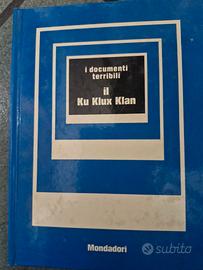 i documenti
terribili
il
Ku Klux Klan
Mondadori
subito